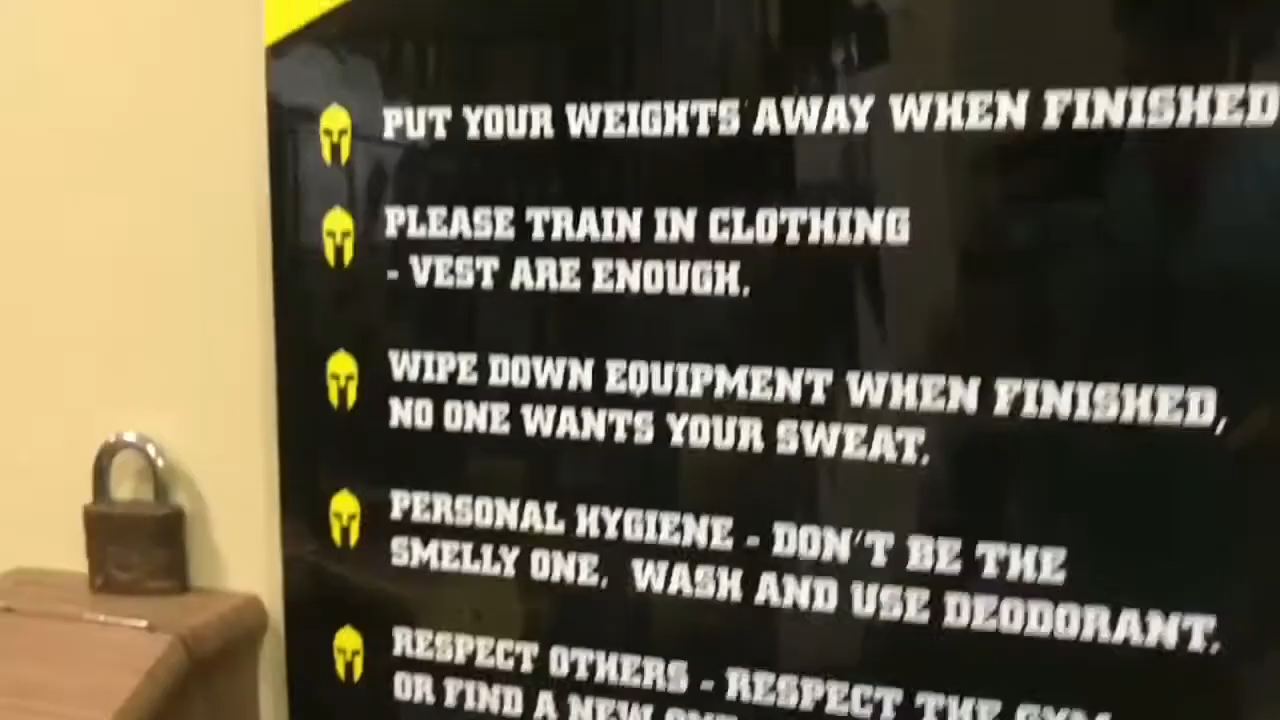 PUT YOUR WEIGHTS AWAY WHEN FINISHED
PLEASE TRAIN IN CLOTHING
- VEST ARE ENOUGH.
WIPE DOWN EQUIPMENT WHEN FINISHED,
NO ONE WANTS YOUR SWEAT.
PERSONAL HYGIENE - DON'T BE THE
SMELLY ONE. WASH AND USE DEODORANT.
RESPECT OTHERS - RESPECT THE GYM
OR FIND A NEW ONE